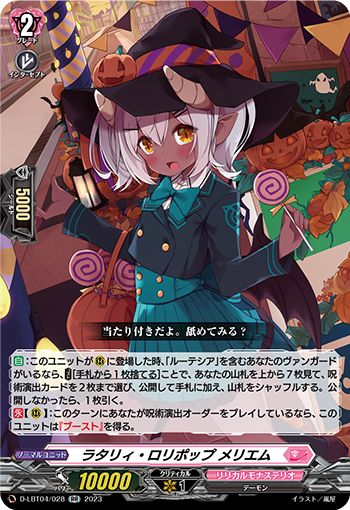 2
グレード
インターセプト
5000
シールド
当たり付きだよ。舐めてみる?
自:このユニットがRに登場した時、「ルーテシア」を含むあなたのヴァンガード
がいるなら、【手札から1枚捨てる】ことで、あなたの山札を上から7枚見て、呪
術演出カードを2枚まで選び、公開して手札に加え、山札をシャッフルする。公
開しなかったら、1枚引く。
永【R】:このターンにあなたが呪術演出オーダーをプレイしているなら、このユ
ニットは『ブースト』を得る。
ノーマルユニット
ラタリィ・ロリポップ メリエム
パワー
10000
クリティカル
1
リリカルモナステリオ
デーモン
D-LBT04/028 RR 2023
イラスト/嵐屋